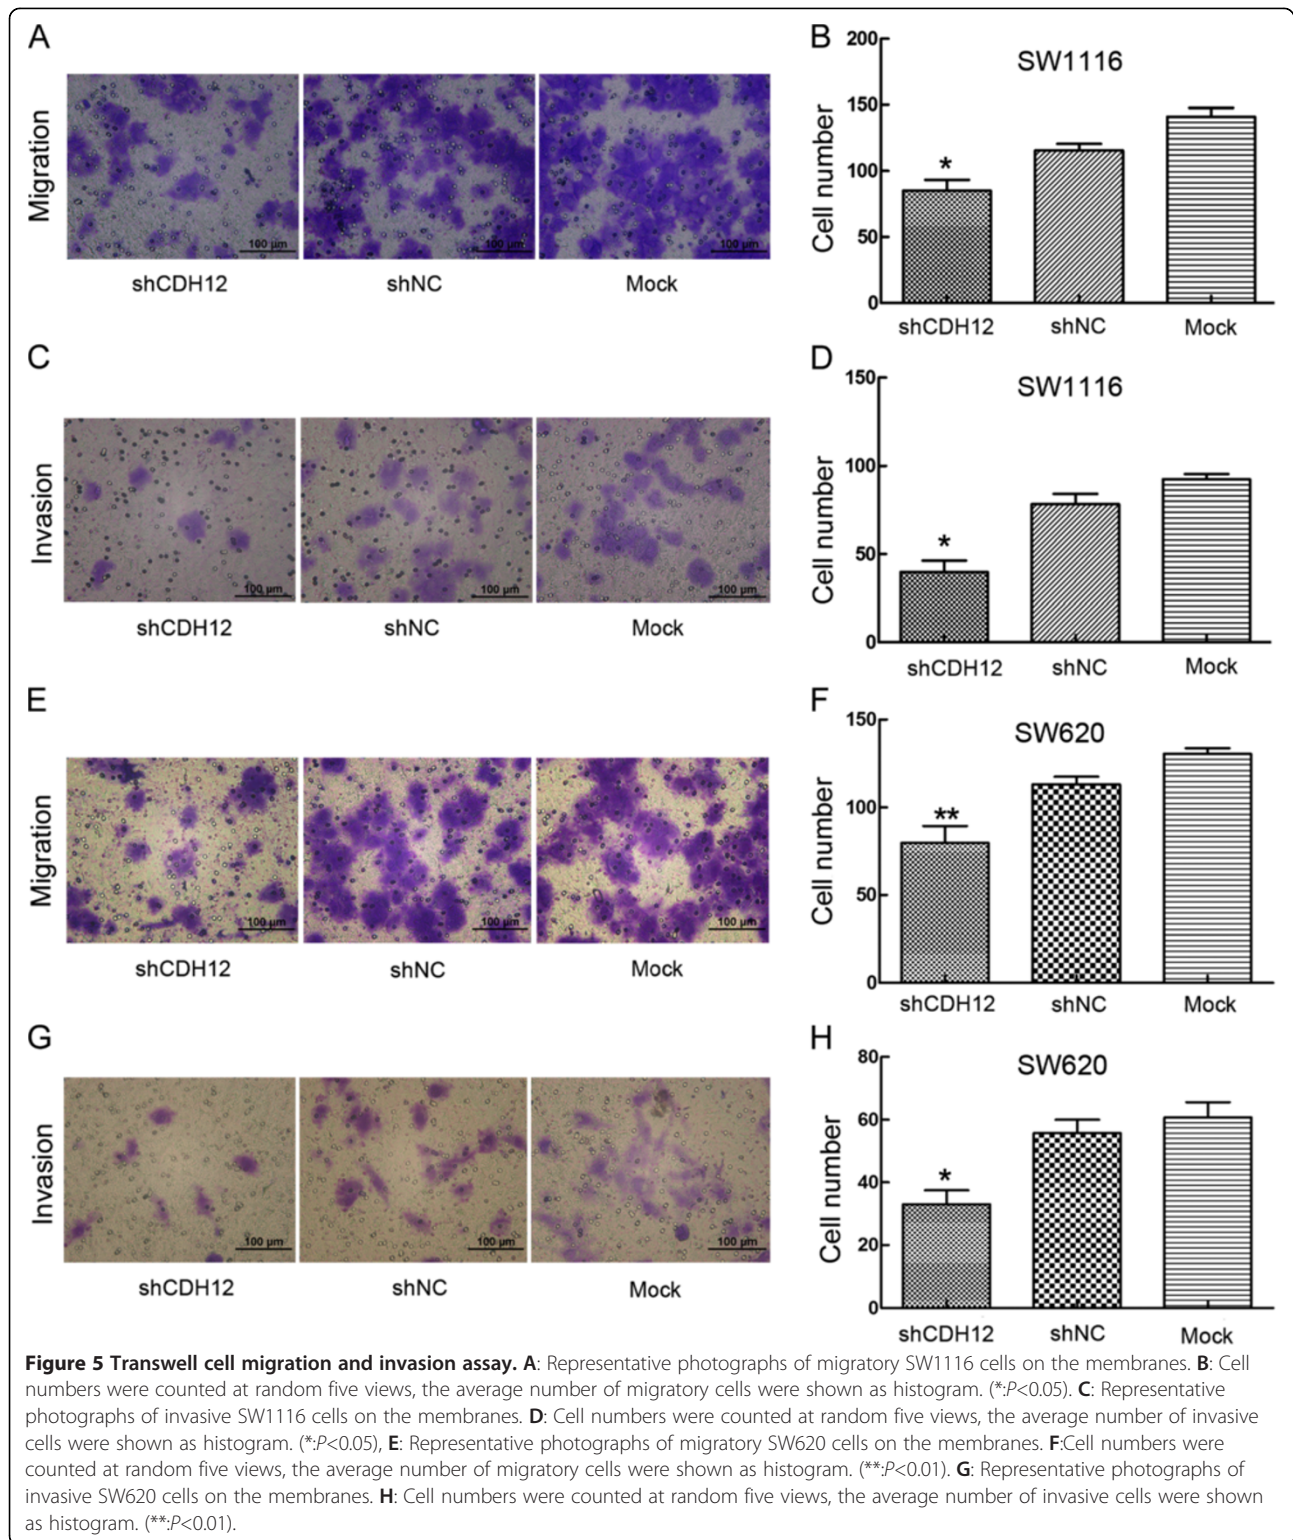 A
Migration
100 µm
100 µm
100 µm
shCDH12
shNC
Mock
B
SW1116
Cell number
200
150
100
50
0
*
shCDH12
shNC
Mock
C
Invasion
100 µm
100 µm
100 µm
shCDH12
shNC
Mock
D
SW1116
Cell number
150
100
50
0
*
shCDH12
shNC
Mock
E
Migration
100 µm
100 µm
100 µm
shCDH12
shNC
Mock
F
SW620
Cell number
150
100
50
0
**
shCDH12
shNC
Mock
G
Invasion
100 µm
100 µm
100 µm
shCDH12
shNC
Mock
H
SW620
Cell number
80
60
40
20
0
*
shCDH12
shNC
Mock
Figure 5 Transwell cell migration and invasion assay. A: Representative photographs of migratory SW1116 cells on the membranes. B: Cell
numbers were counted at random five views, the average number of migratory cells were shown as histogram. (*:P<0.05). C: Representative
photographs of invasive SW1116 cells on the membranes. D: Cell numbers were counted at random five views, the average number of invasive
cells were shown as histogram. (*:P<0.05), E: Representative photographs of migratory SW620 cells on the membranes. F:Cell numbers were
counted at random five views, the average number of migratory cells were shown as histogram. (**:P<0.01). G: Representative photographs of
invasive SW620 cells on the membranes. H: Cell numbers were counted at random five views, the average number of invasive cells were shown
as histogram. (**:P<0.01).